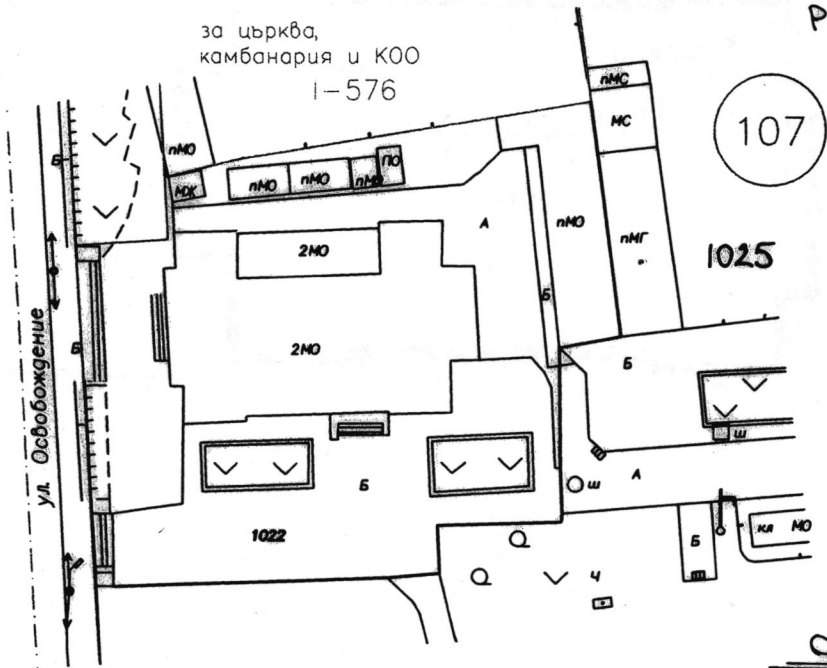 за църква,
камбанария и КОО
I-576
Р
пМС
МС
107
Б
пМО
МЖ
пМО
пМО
пМО
ПО
А
пМО
пМГ
1025
2МО
Б
2МО
Б
Б
ул. Освобождение
ш
Б
ш
А
1022
Б
кл
МО
Ч